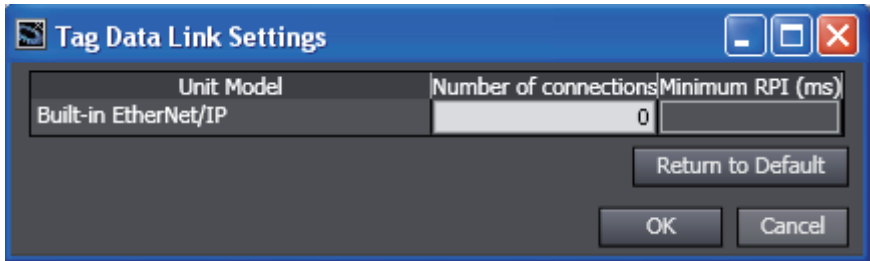 Tag Data Link Settings
Unit Model Number of connections Minimum RPI (ms)
Built-in EtherNet/IP 0
Return to Default
OK Cancel